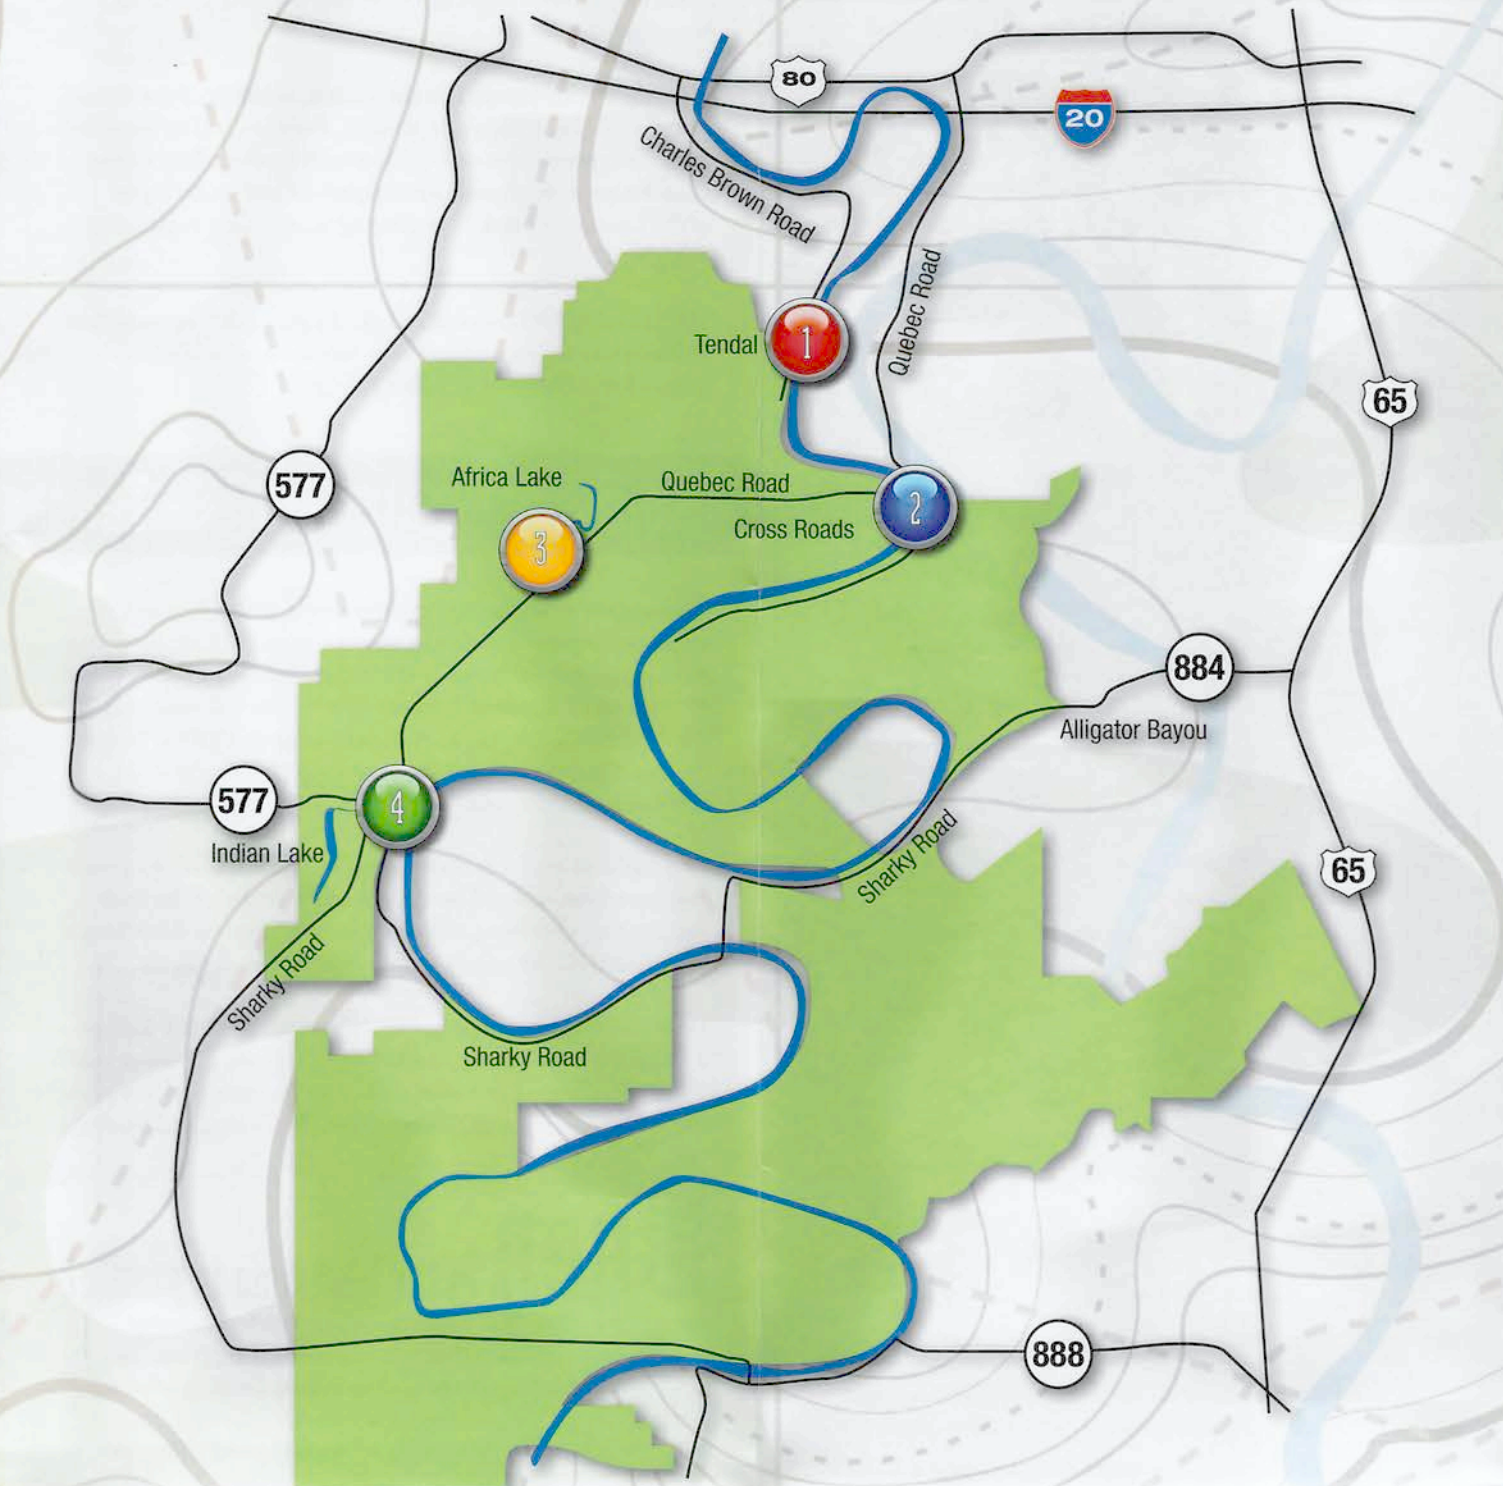 80
20
Charles Brown Road
Quebec Road
Tendal
1
65
577
Africa Lake
Quebec Road
2
3
Cross Roads
884
Alligator Bayou
577
4
Indian Lake
Sharky Road
65
Sharky Road
Sharky Road
888